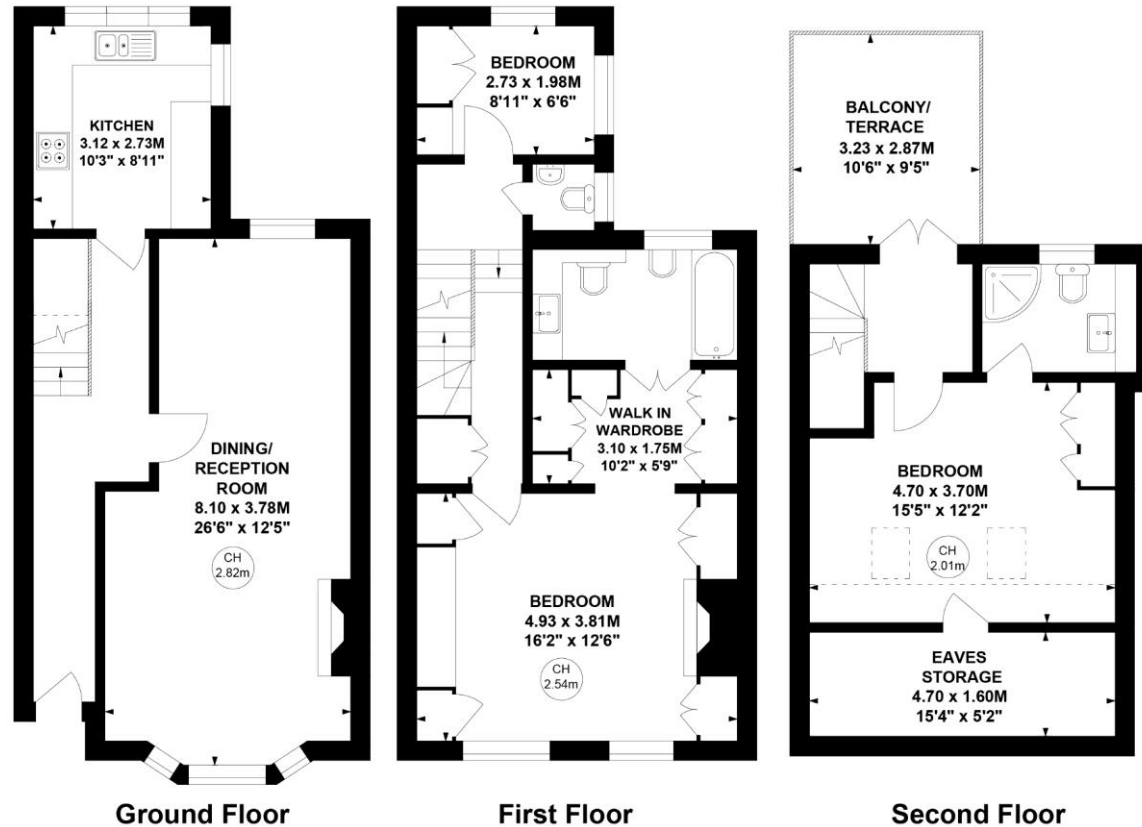 KITCHEN
3.12 x 2.73M
10'3" x 8'11"
DINING/
RECEPTION
ROOM
8.10 x 3.78M
26'6" x 12'5"
CH
2.82m
Ground Floor
BEDROOM
2.73 x 1.98M
8'11" x 6'6"
WALK IN
WARDROBE
3.10 x 1.75M
10'2" x 5'9"
BEDROOM
4.93 x 3.81M
16'2" x 12'6"
CH
2.54m
First Floor
BALCONY/
TERRACE
3.23 x 2.87M
10'6" x 9'5"
BEDROOM
4.70 x 3.70M
15'5" x 12'2"
CH
2.01m
EAVES
STORAGE
4.70 x 1.60M
15'4" x 5'2"
Second Floor